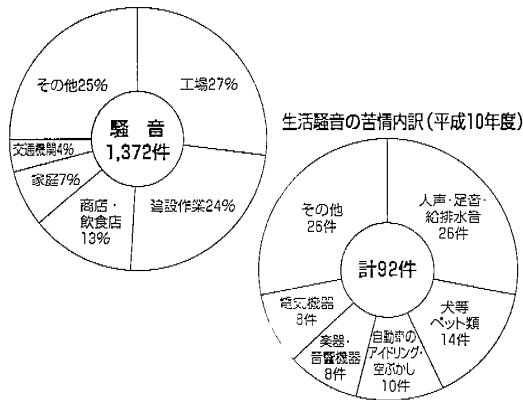 その他25%
工場27%
騒音
1,372件
交通機関4%
家庭7%
商店・
飲食店
13%
建設作業24%
生活騒音の苦情内訳(平成10年度)
その他
26件
人声・足音・
給排水音
26件
計92件
電気機器
8件
楽器・
音響機器
8件
自動車の
アイドリング・
空ぶかし
10件
犬等
ペット類
14件